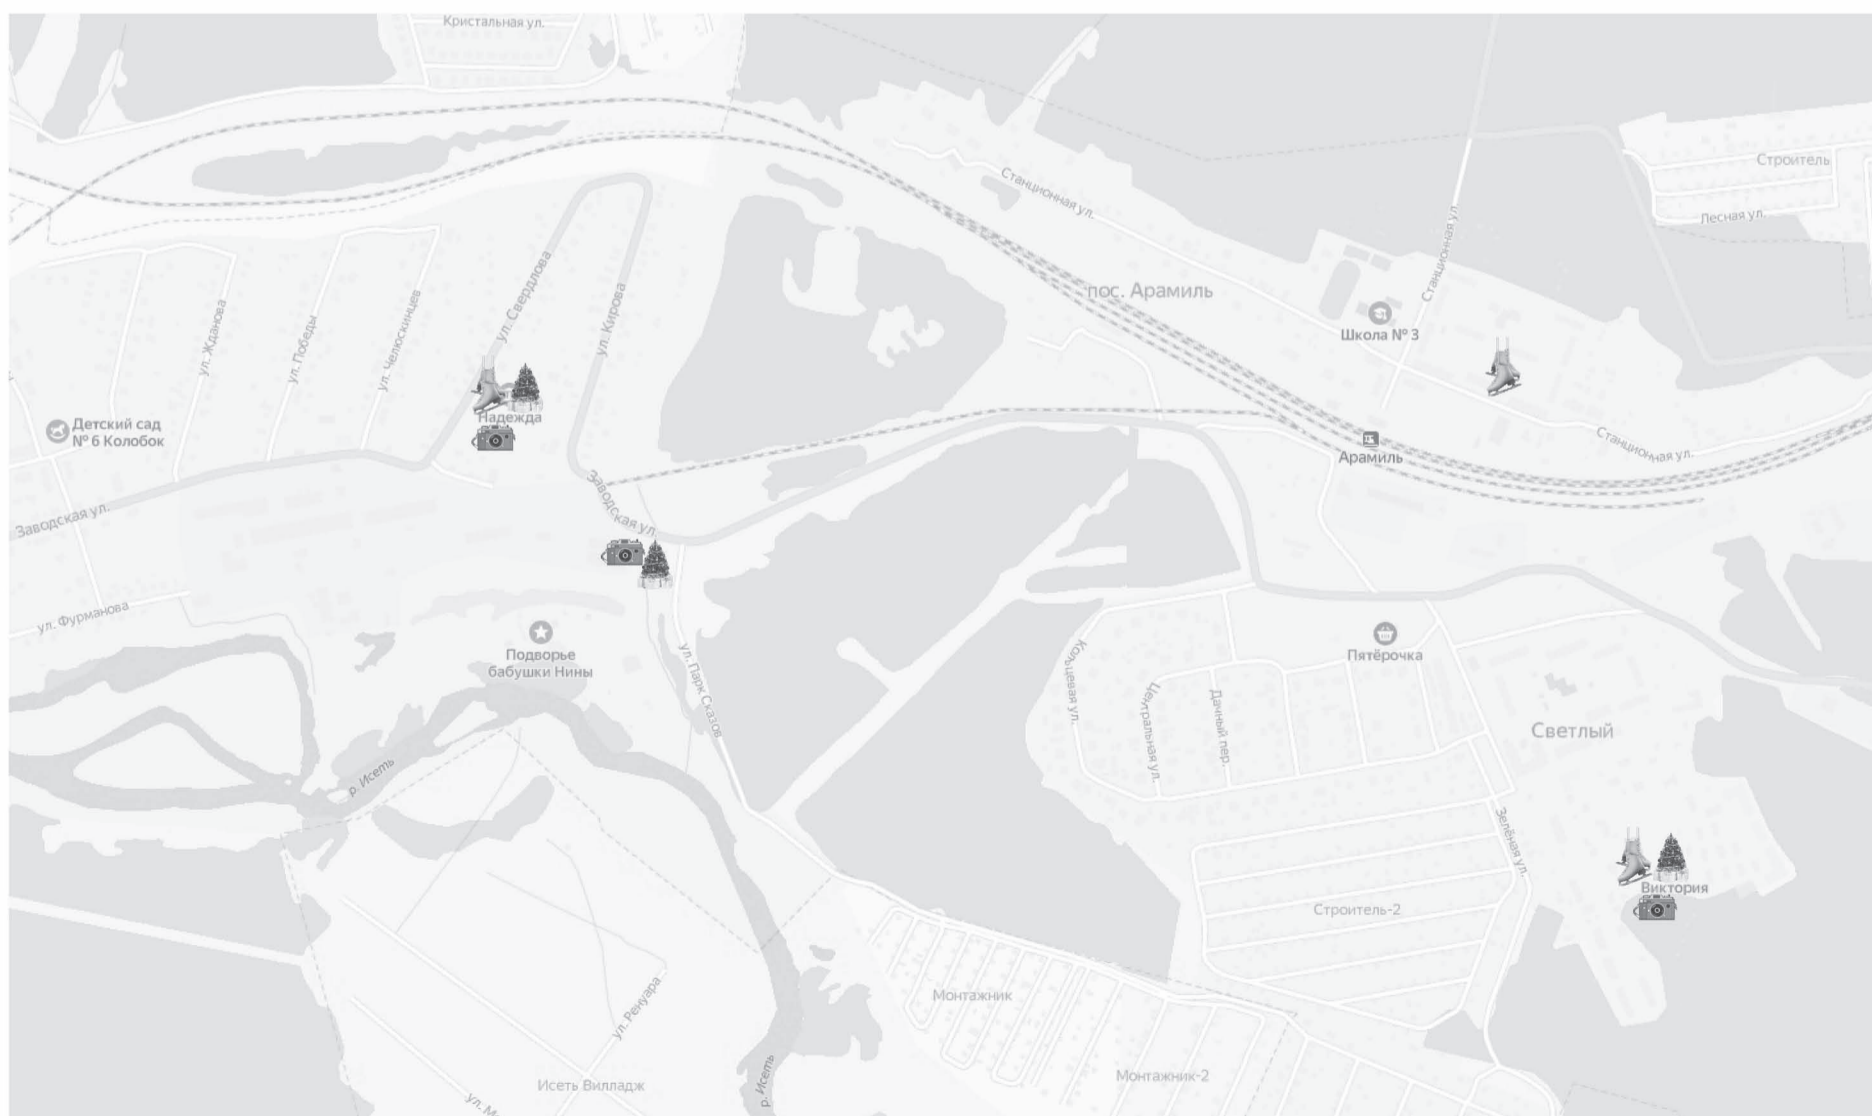 Кристальная ул.
Строитель
Станционная ул.
Лесная ул.
Станционная ул.
ул. Свердлова
ул. Кирова
пос. Арамиль
ул. Жданова
ул. Победы
ул. Челюскинцев
Школа № 3
Надежда
Детский сад
№ 6 Колобок
Станционная ул.
Арамиль
Заводская ул.
Заводская ул.
ул. Фурманова
Подворье
бабушки Нины
ул. Парк Сказов
Кольцевая ул.
Центральная ул.
Дачный пер.
Пятёрочка
Светлый
р. Исеть
Зелёная ул.
Виктория
Строитель-2
Монтажник
ул. Ренуара
Монтажник-2
Исеть Вилладж
р. Исеть